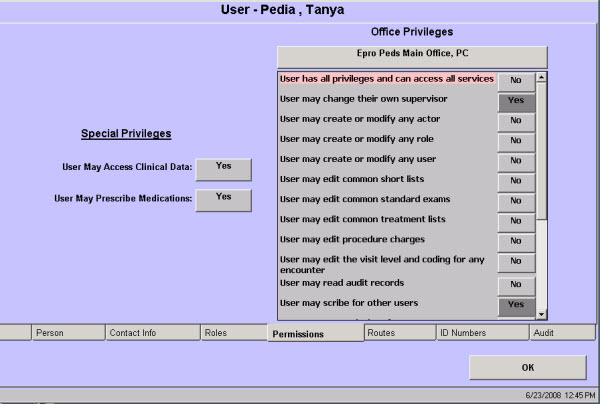 User - Pedia , Tanya
Office Privileges
Epro Peds Main Office, PC
User has all privileges and can access all services No
User may change their own supervisor Yes
User may create or modify any actor No
User may create or modify any role No
User may create or modify any user No
User may edit common short lists No
User may edit common standard exams No
User may edit common treatment lists No
User may edit procedure charges No
User may edit the visit level and coding for any
encounter No
User may read audit records No
User may scribe for other users Yes
Special Privileges
User May Access Clinical Data: Yes
User May Prescribe Medications: Yes
Person Contact Info Roles Permissions Routes ID Numbers Audit
OK
6/23/2008 12:45 PM